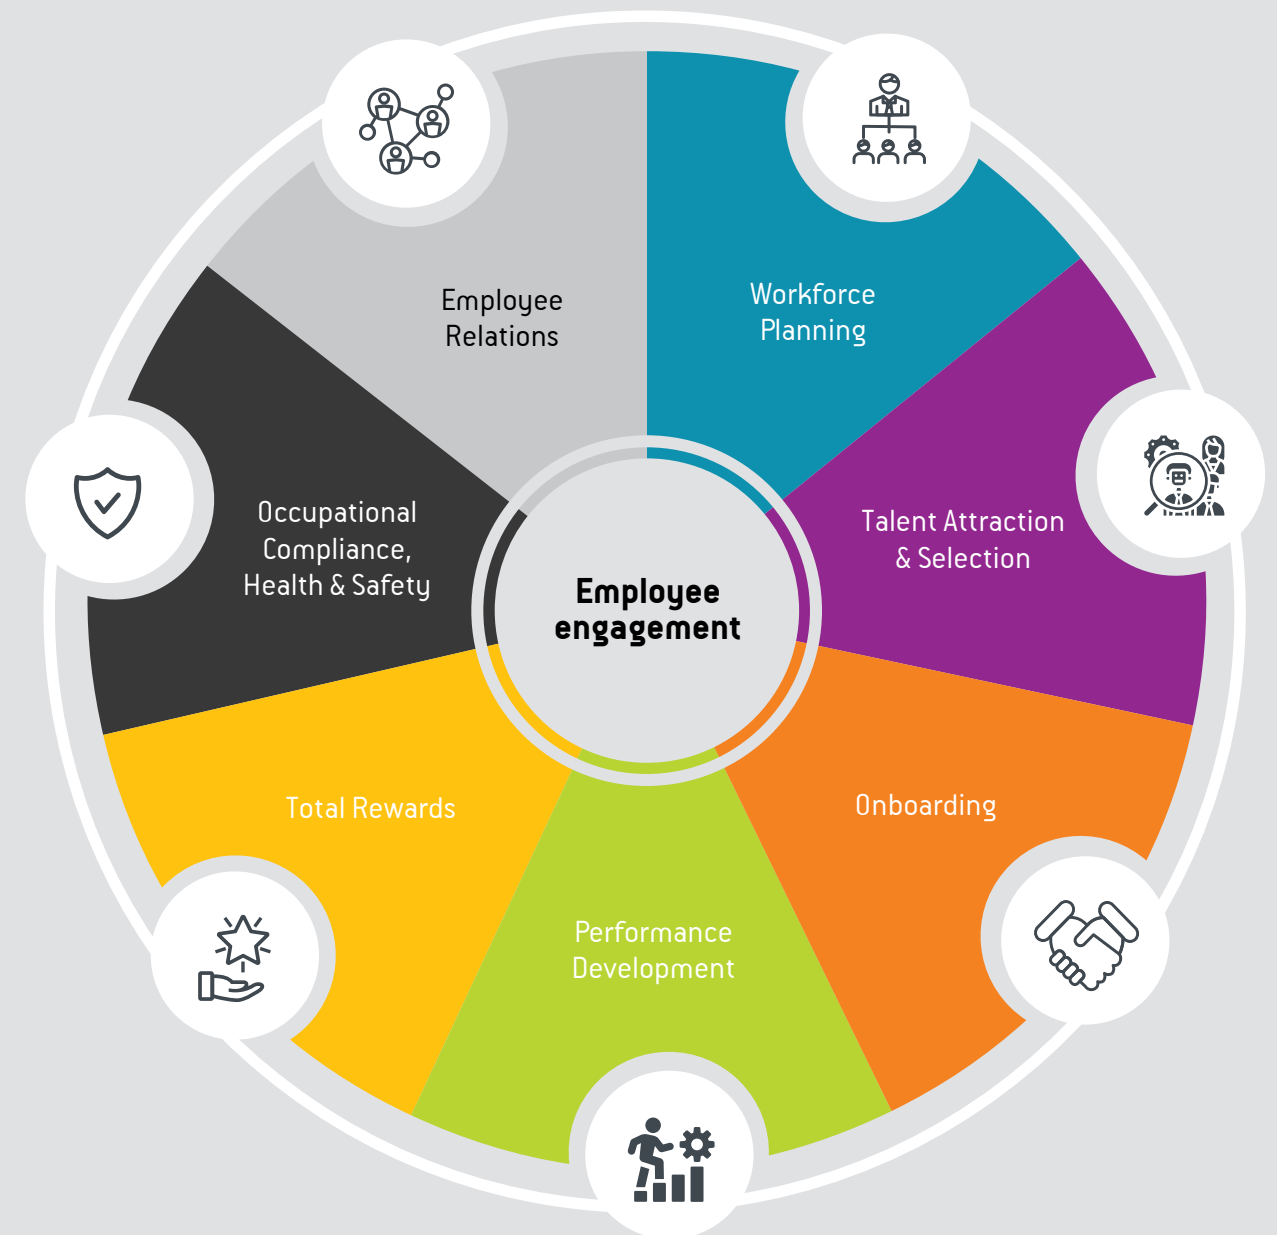 Employee
Relations
Workforce
Planning
Talent Attraction
& Selection
Onboarding
Performance
Development
Total Rewards
Occupational
Compliance,
Health & Safety
Employee
engagement